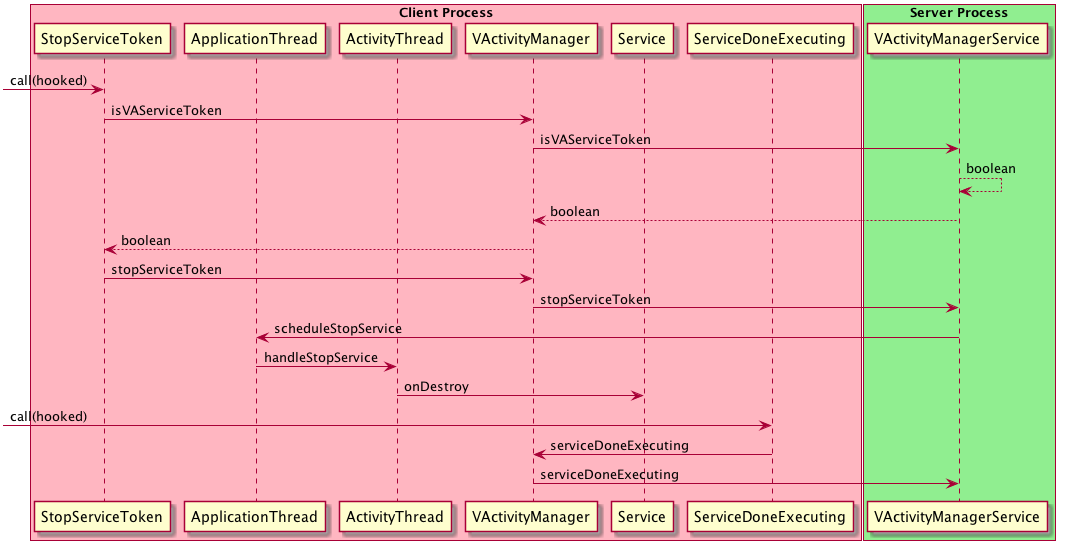 Client Process
Server Process
StopServiceToken
ApplicationThread
ActivityThread
VActivityManager
Service
ServiceDoneExecuting
VActivityManagerService
call(hooked)
isVAServiceToken
isVAServiceToken
boolean
boolean
boolean
stopServiceToken
stopServiceToken
scheduleStopService
handleStopService
onDestroy
call(hooked)
serviceDoneExecuting
serviceDoneExecuting
StopServiceToken
ApplicationThread
ActivityThread
VActivityManager
Service
ServiceDoneExecuting
VActivityManagerService